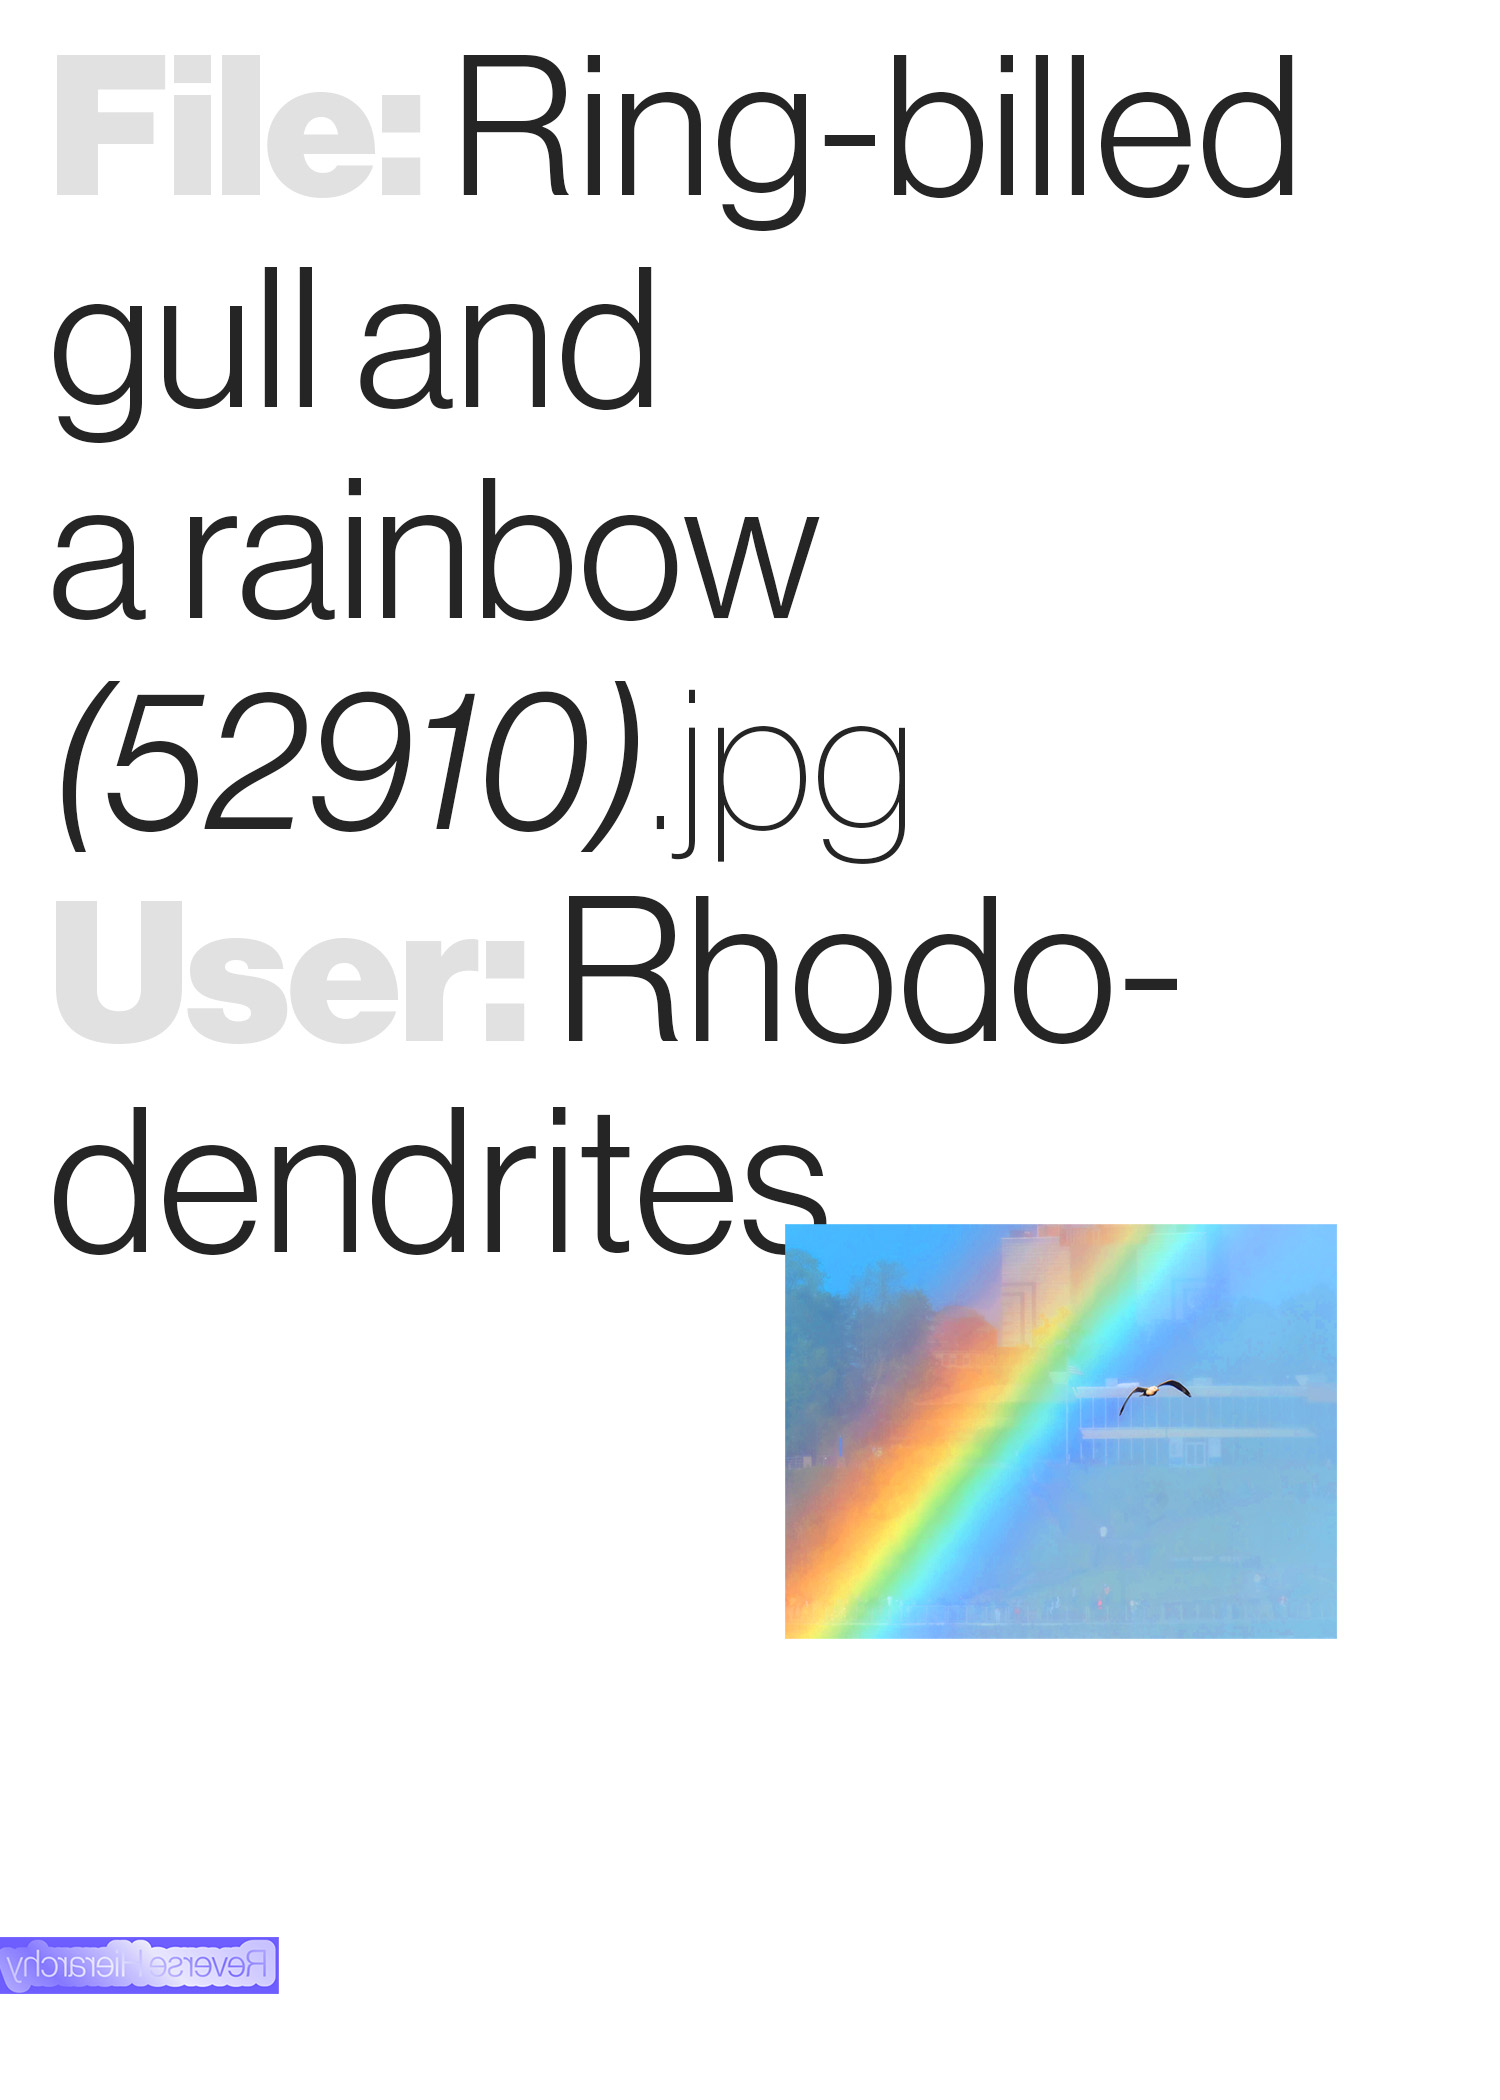 File: Ring-billed
gull and
a rainbow
(52910).jpg
User: Rhodo-
dendrites
Reverse Hierarchy